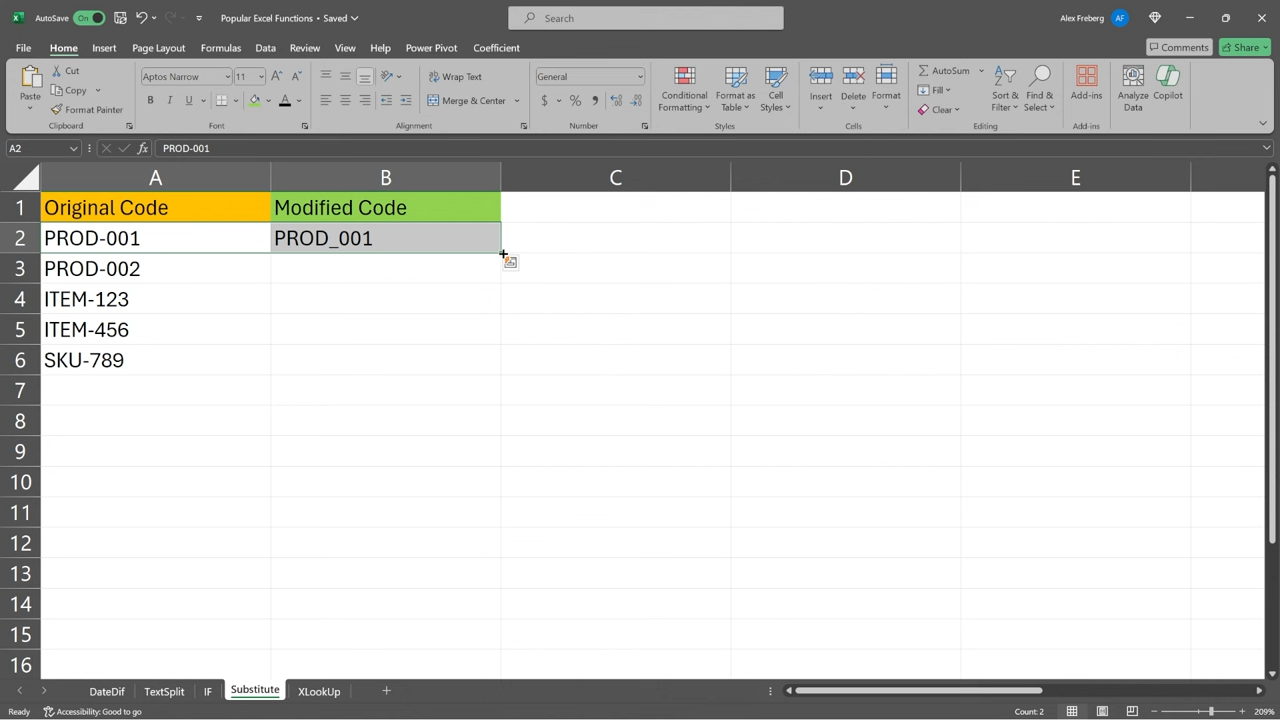 AutoSave On Popular Excel Functions • Saved Search Alex Freberg AF
File Home Insert Page Layout Formulas Data Review View Help Power Pivot Coefficient Comments Share
Paste Cut Copy Format Painter Clipboard
Aptos Narrow 11 B I U A Font
Wrap Text Merge & Center Alignment
General $ % , Number
Conditional Formatting Format as Table Cell Styles Styles
Insert Delete Format Cells
AutoSum Fill Clear Sort & Filter Find & Select Editing
Add-ins Add-ins
Analyze Data Copilot
A2 fx PROD-001
A B C D E
1 Original Code Modified Code
2 PROD-001 PROD_001
3 PROD-002
4 ITEM-123
5 ITEM-456
6 SKU-789
7
8
9
10
11
12
13
14
15
16
DateDif TextSplit IF Substitute XLookUp
Ready Accessibility: Good to go Count: 2 209%